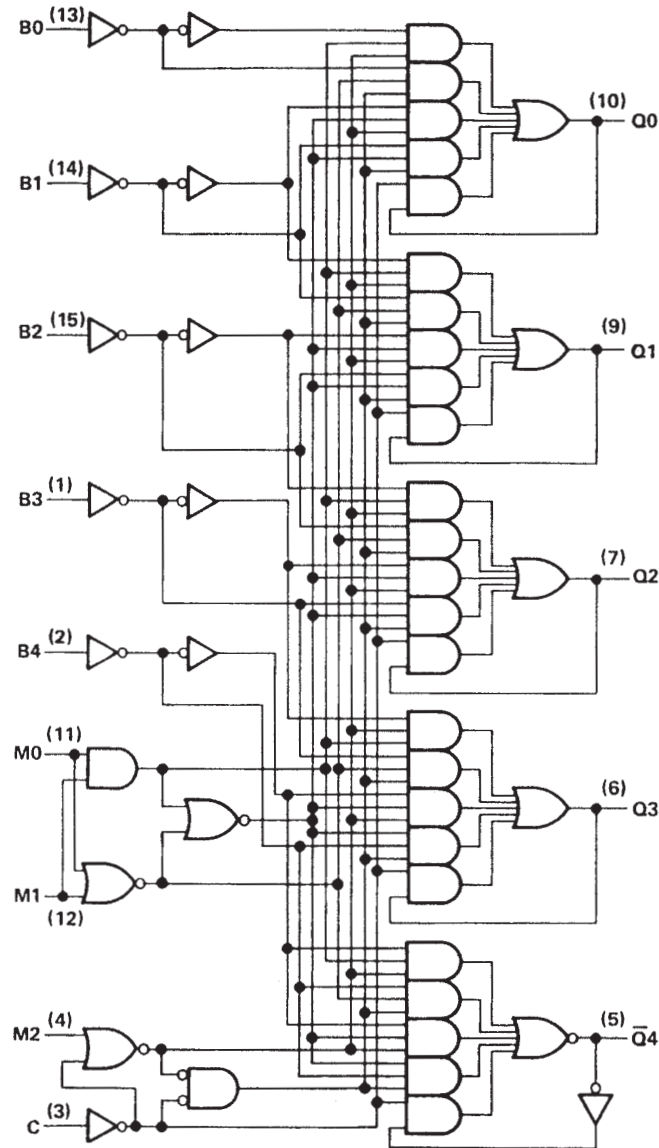 B0 (13)
(10) Q0
B1 (14)
B2 (15)
(9) Q1
B3 (1)
(7) Q2
B4 (2)
M0 (11)
(6) Q3
M1 (12)
M2 (4)
(5) Q̅4
C (3)